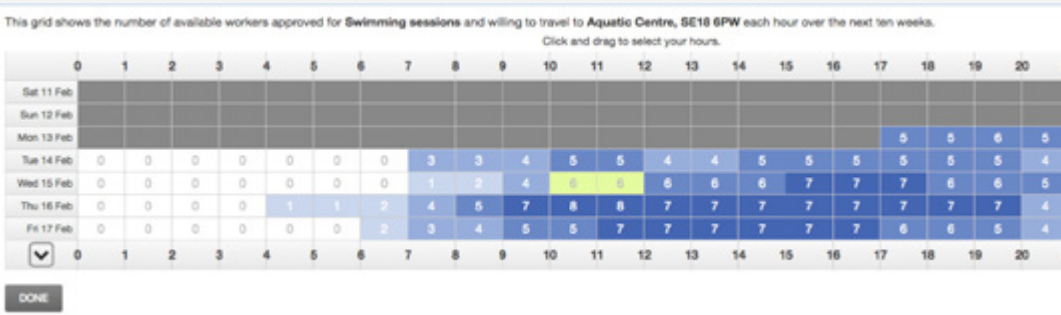 This grid shows the number of available workers approved for Swimming sessions and willing to travel to Aquatic Centre, SE18 6PW each hour over the next ten weeks.
Click and drag to select your hours.
0 1 2 3 4 5 6 7 8 9 10 11 12 13 14 15 16 17 18 19 20
Sat 11 Feb
Sun 12 Feb
Mon 13 Feb 5 5 6 5
Tue 14 Feb 0 0 0 0 0 0 0 3 3 4 5 5 4 4 5 5 5 5 5 5 4
Wed 15 Feb 0 0 0 0 0 0 0 1 2 4 6 6 6 6 6 7 7 7 6 6 5
Thu 16 Feb 0 0 0 0 1 1 2 4 5 7 8 8 7 7 7 7 7 7 7 7 4
Fri 17 Feb 0 0 0 0 0 0 2 3 4 5 5 7 7 7 7 7 7 6 6 5 4
0 1 2 3 4 5 6 7 8 9 10 11 12 13 14 15 16 17 18 19 20
DONE